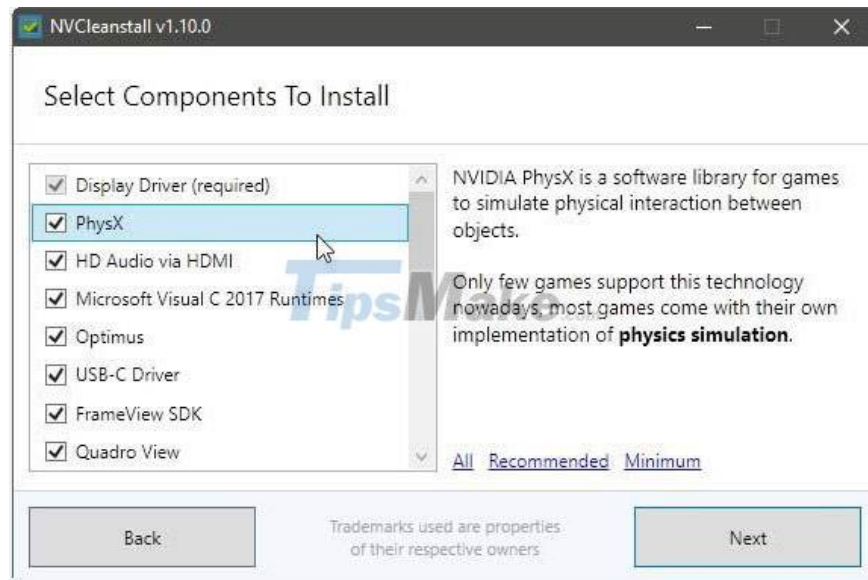 NVCleanstall v1.10.0
Select Components To Install
Display Driver (required)
PhysX
HD Audio via HDMI
Microsoft Visual C 2017 Runtimes
Optimus
USB-C Driver
FrameView SDK
Quadro View
NVIDIA PhysX is a software library for games
to simulate physical interaction between
objects.
Only few games support this technology
nowadays, most games come with their own
implementation of physics simulation.
All Recommended Minimum
TipsMake.com
Back
Trademarks used are properties
of their respective owners
Next